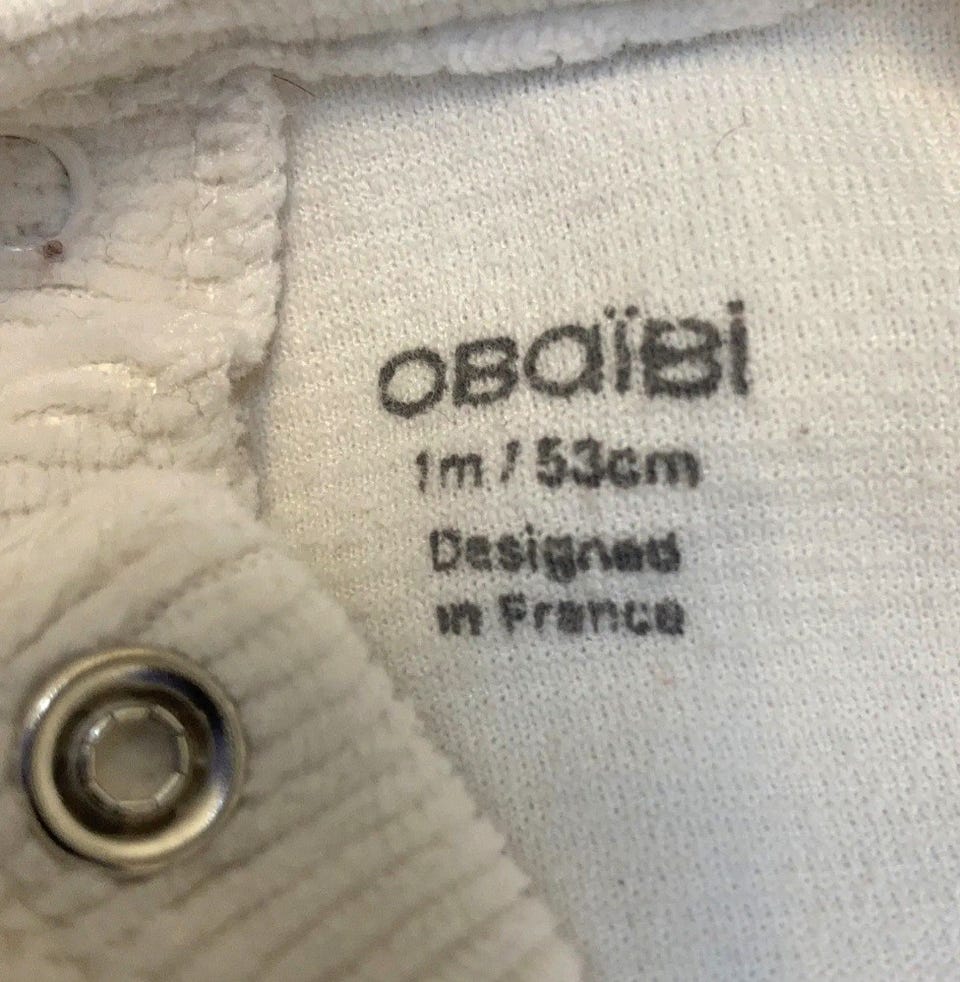 OBaïBi
1m / 53cm
Designed
in France